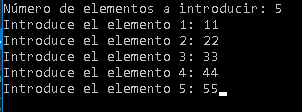 Número de elementos a introducir: 5
Introduce el elemento 1: 11
Introduce el elemento 2: 22
Introduce el elemento 3: 33
Introduce el elemento 4: 44
Introduce el elemento 5: 55